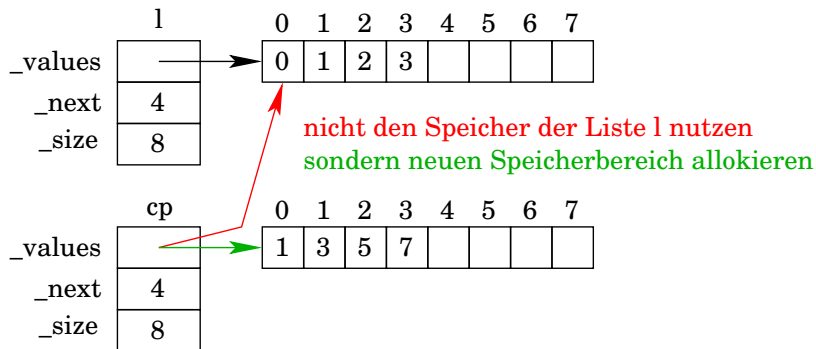 l 0 1 2 3 4 5 6 7
_values 0 1 2 3
_next 4
_size 8
nicht den Speicher der Liste l nutzen
sondern neuen Speicherbereich allokieren
cp 0 1 2 3 4 5 6 7
_values 1 3 5 7
_next 4
_size 8